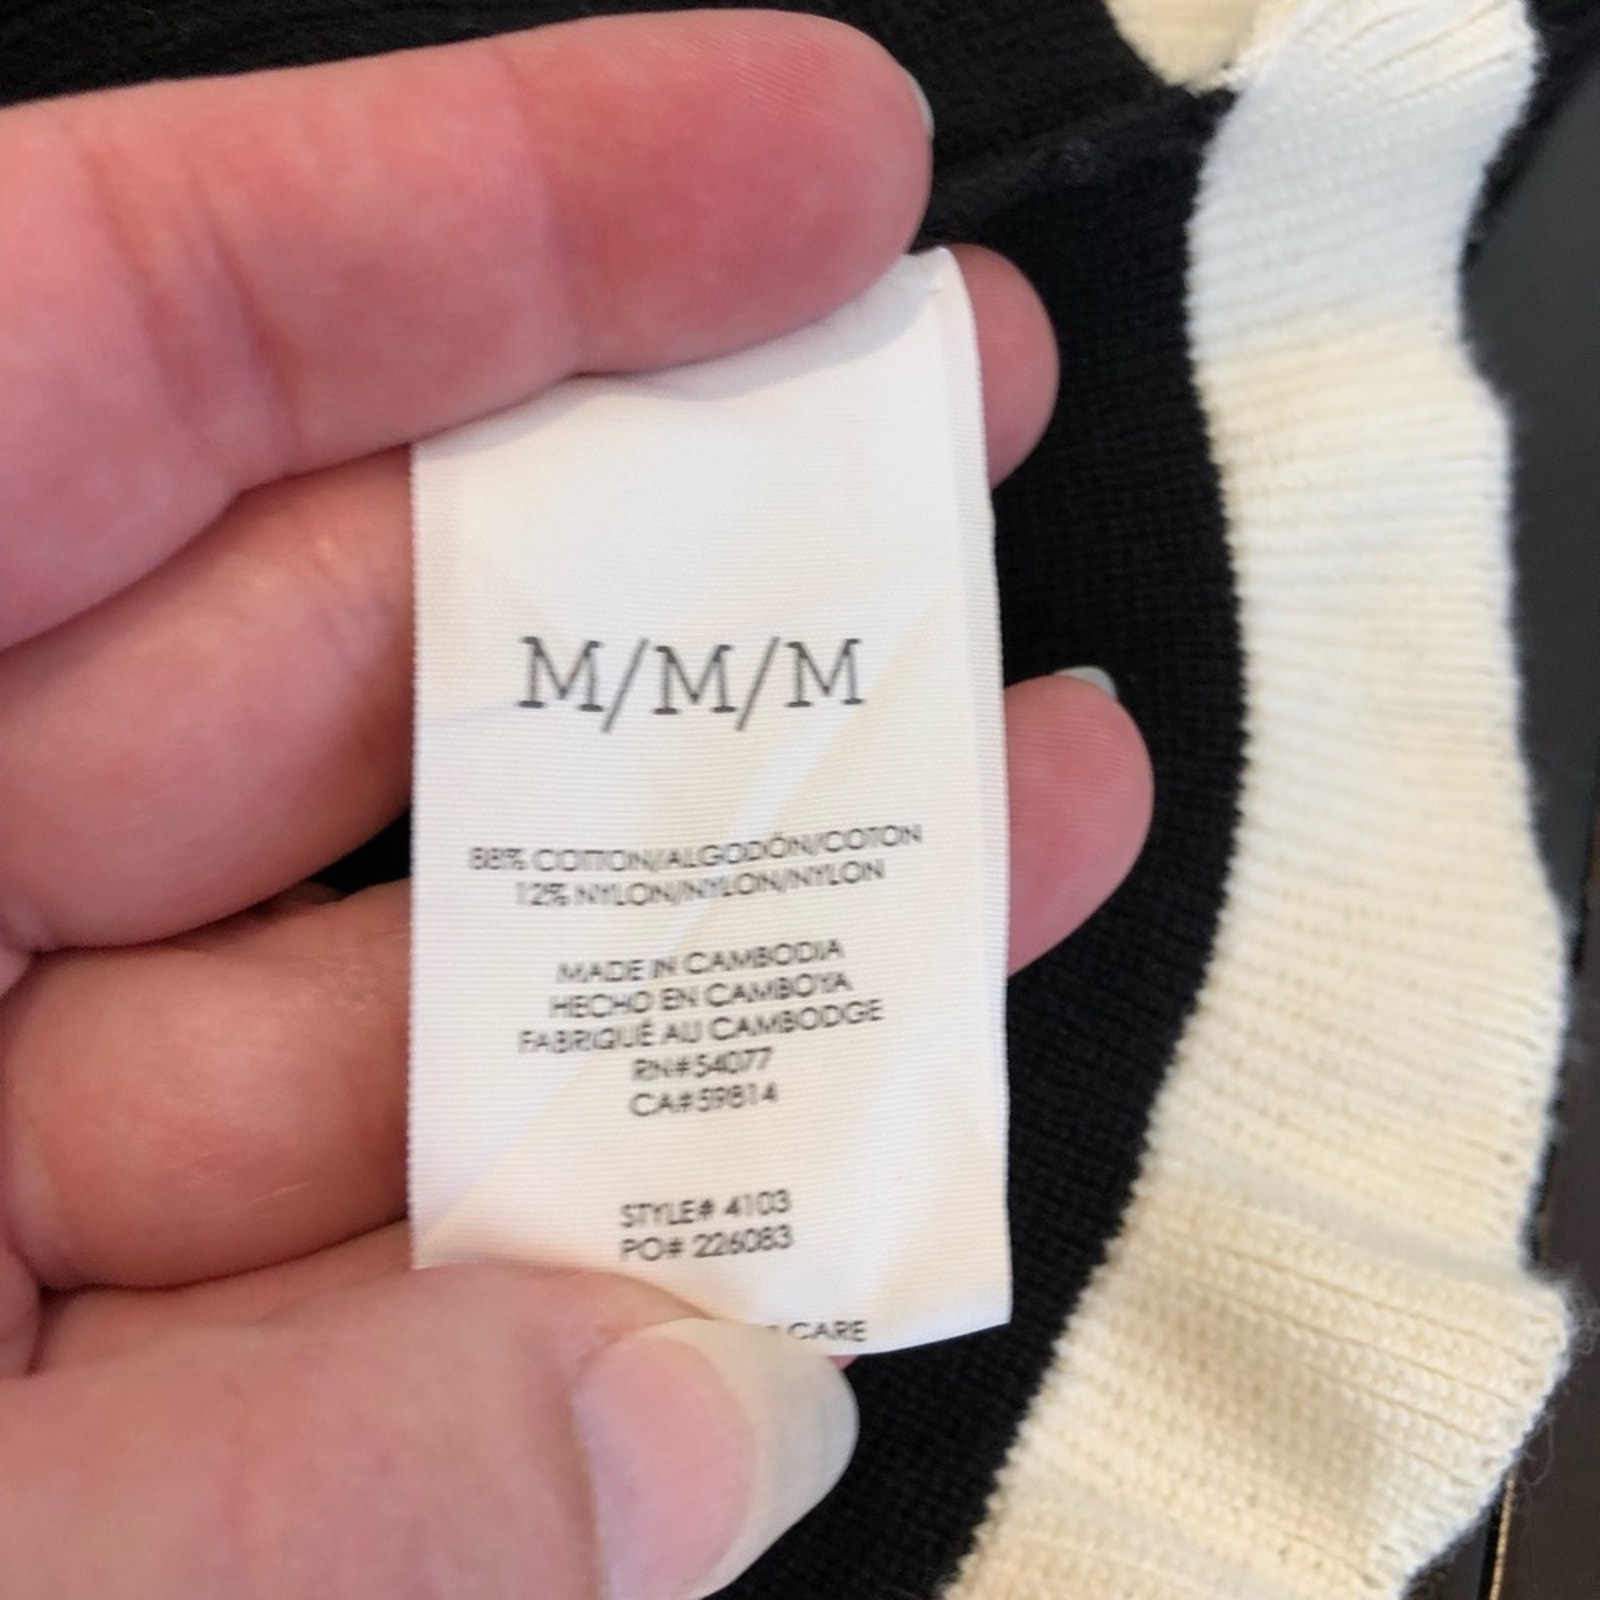 M/M/M
88% COTTON/ALGODÓN/COTON
12% NYLON/NYLON/NYLON
MADE IN CAMBODIA
HECHO EN CAMBOYA
FABRIQUÉ AU CAMBODGE
RN#54077
CA#59814
STYLE# 4103
PO# 226083
CARE